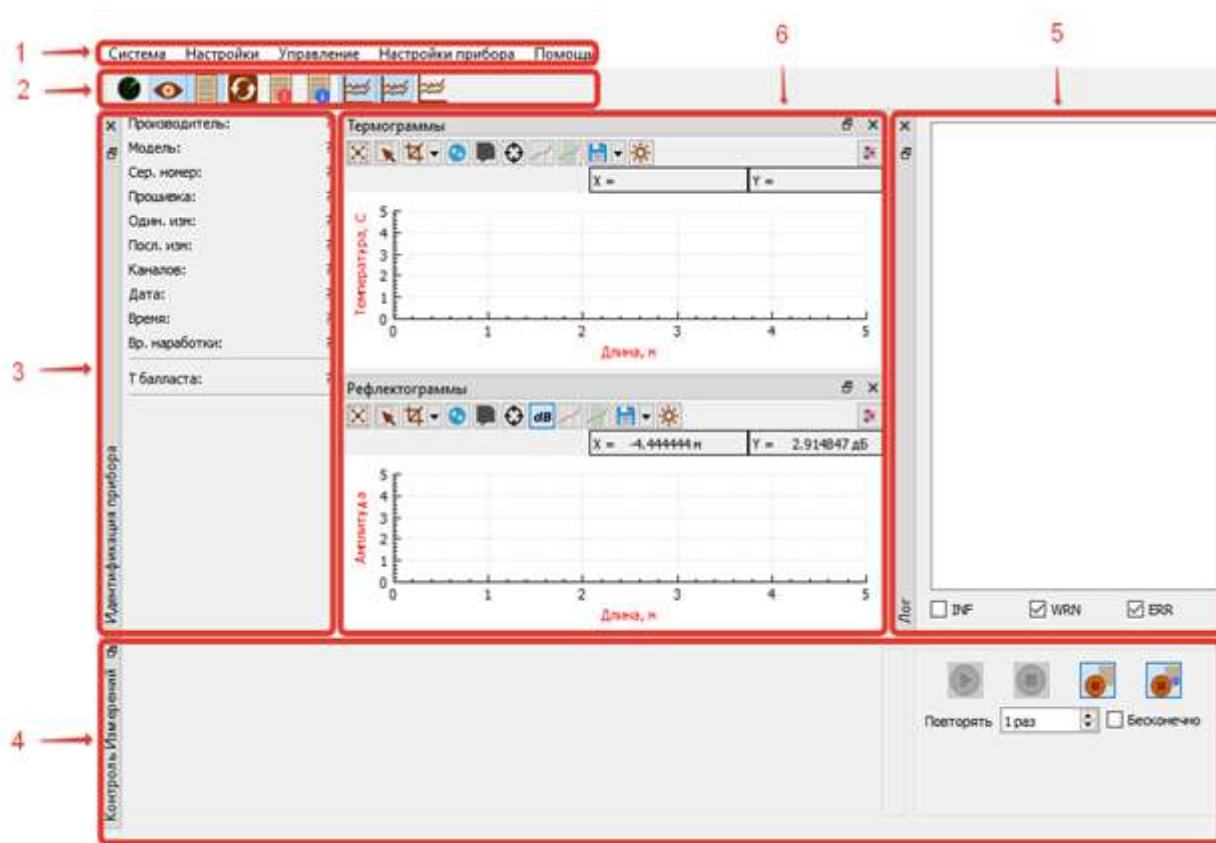 6
5
1
Система Настройки Управление Настройки прибора Помощь
2
3
Производитель:
Модель:
Сер. номер:
Прошивка:
Один. изм:
Посл. изм:
Каналов:
Дата:
Время:
Вр. наработки:
Т балласта:
Идентификация прибора
Термограммы
X =
Y =
Температура, С
5
4
3
2
1
0
0 1 2 3 4 5
Длина, м
Рефлектограммы
dB
X = -4.444444 м
Y = 2.914847 дБ
Амплитуда
5
4
3
2
1
0
0 1 2 3 4 5
Длина, м
Лог
INF WRN ERR
4
Контроль Измерений
Повторять 1 раз Бесконечно